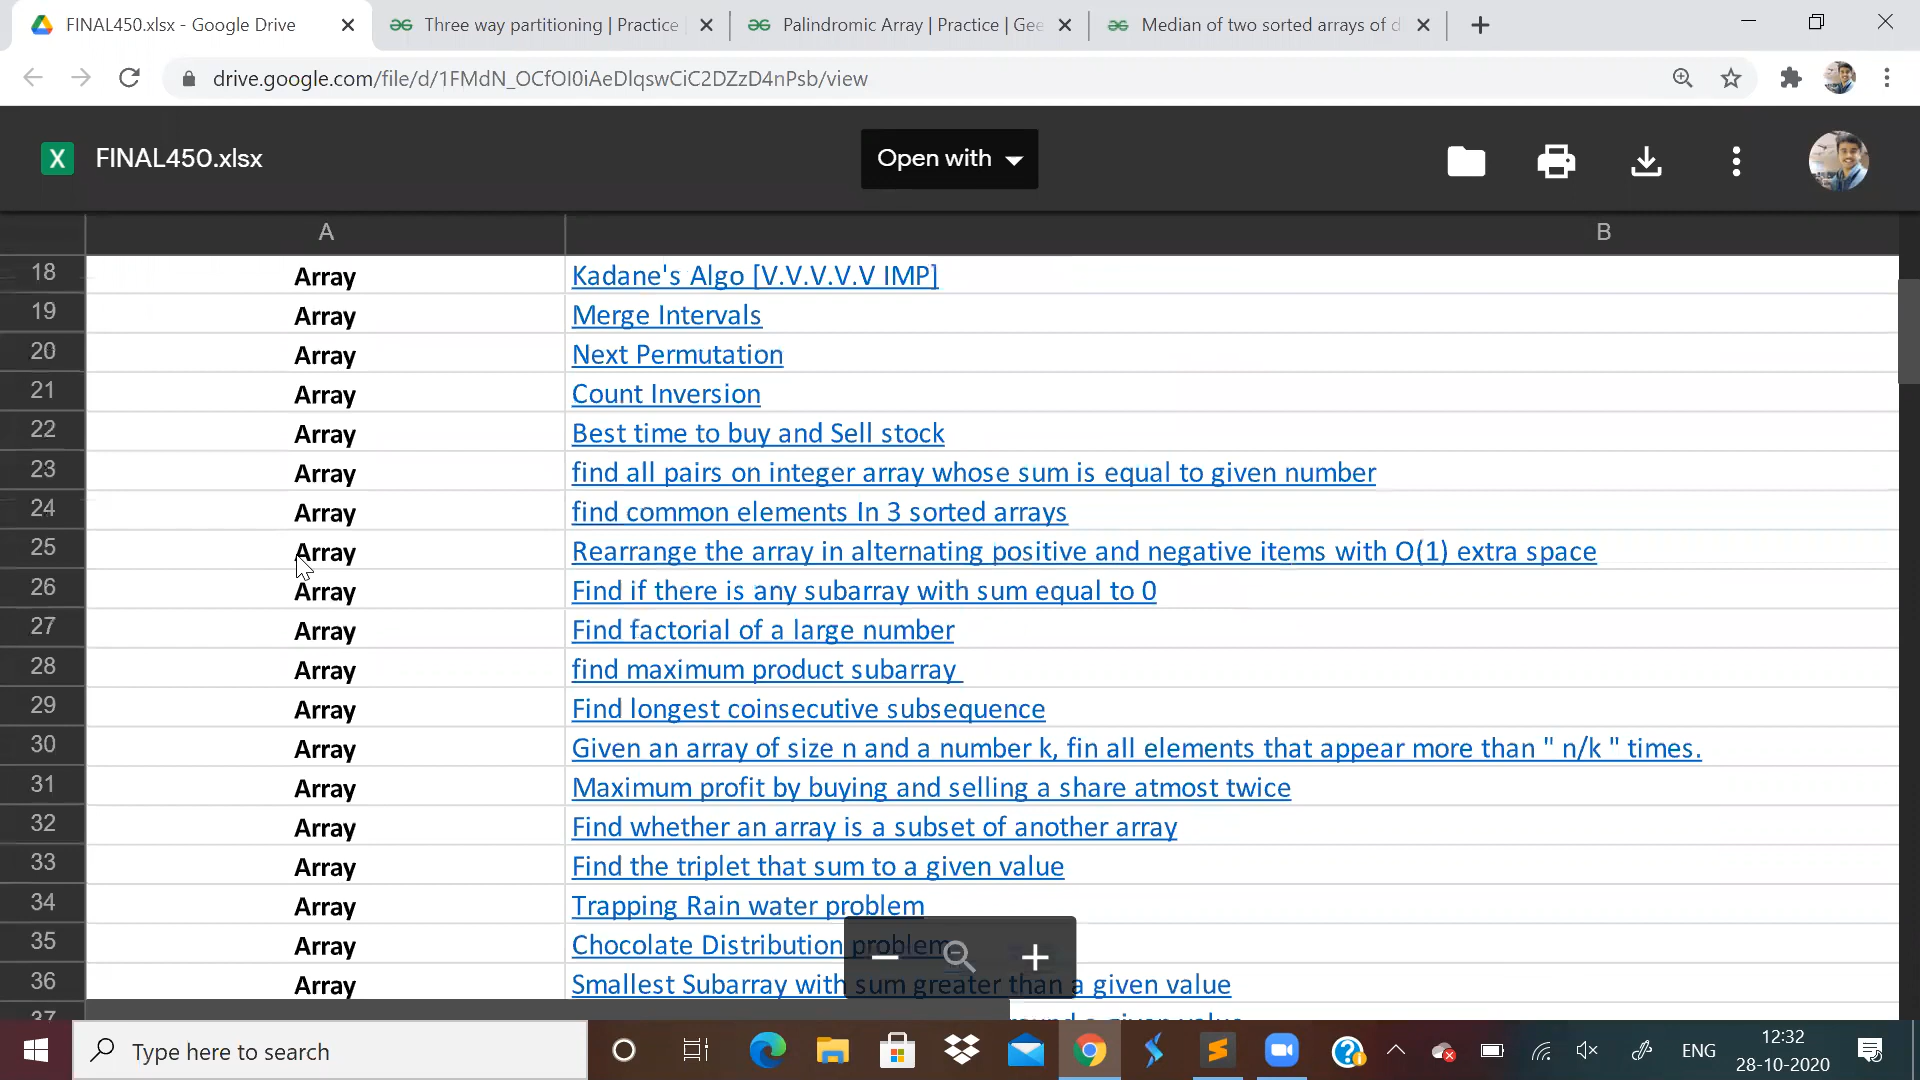 FINAL450.xlsx - Google Drive
Three way partitioning | Practice
Palindromic Array | Practice | Gee
Median of two sorted arrays of d
drive.google.com/file/d/1FMdN_OCfOI0iAeDlqswCiC2DZzD4nPsb/view
X FINAL450.xlsx
Open with
A B
18 Array Kadane's Algo [V.V.V.V.V IMP]
19 Array Merge Intervals
20 Array Next Permutation
21 Array Count Inversion
22 Array Best time to buy and Sell stock
23 Array find all pairs on integer array whose sum is equal to given number
24 Array find common elements In 3 sorted arrays
25 Array Rearrange the array in alternating positive and negative items with O(1) extra space
26 Array Find if there is any subarray with sum equal to 0
27 Array Find factorial of a large number
28 Array find maximum product subarray
29 Array Find longest coinsecutive subsequence
30 Array Given an array of size n and a number k, fin all elements that appear more than " n/k " times.
31 Array Maximum profit by buying and selling a share atmost twice
32 Array Find whether an array is a subset of another array
33 Array Find the triplet that sum to a given value
34 Array Trapping Rain water problem
35 Array Chocolate Distribution problem
36 Array Smallest Subarray with sum greater than a given value
37
Type here to search
ENG
12:32
28-10-2020